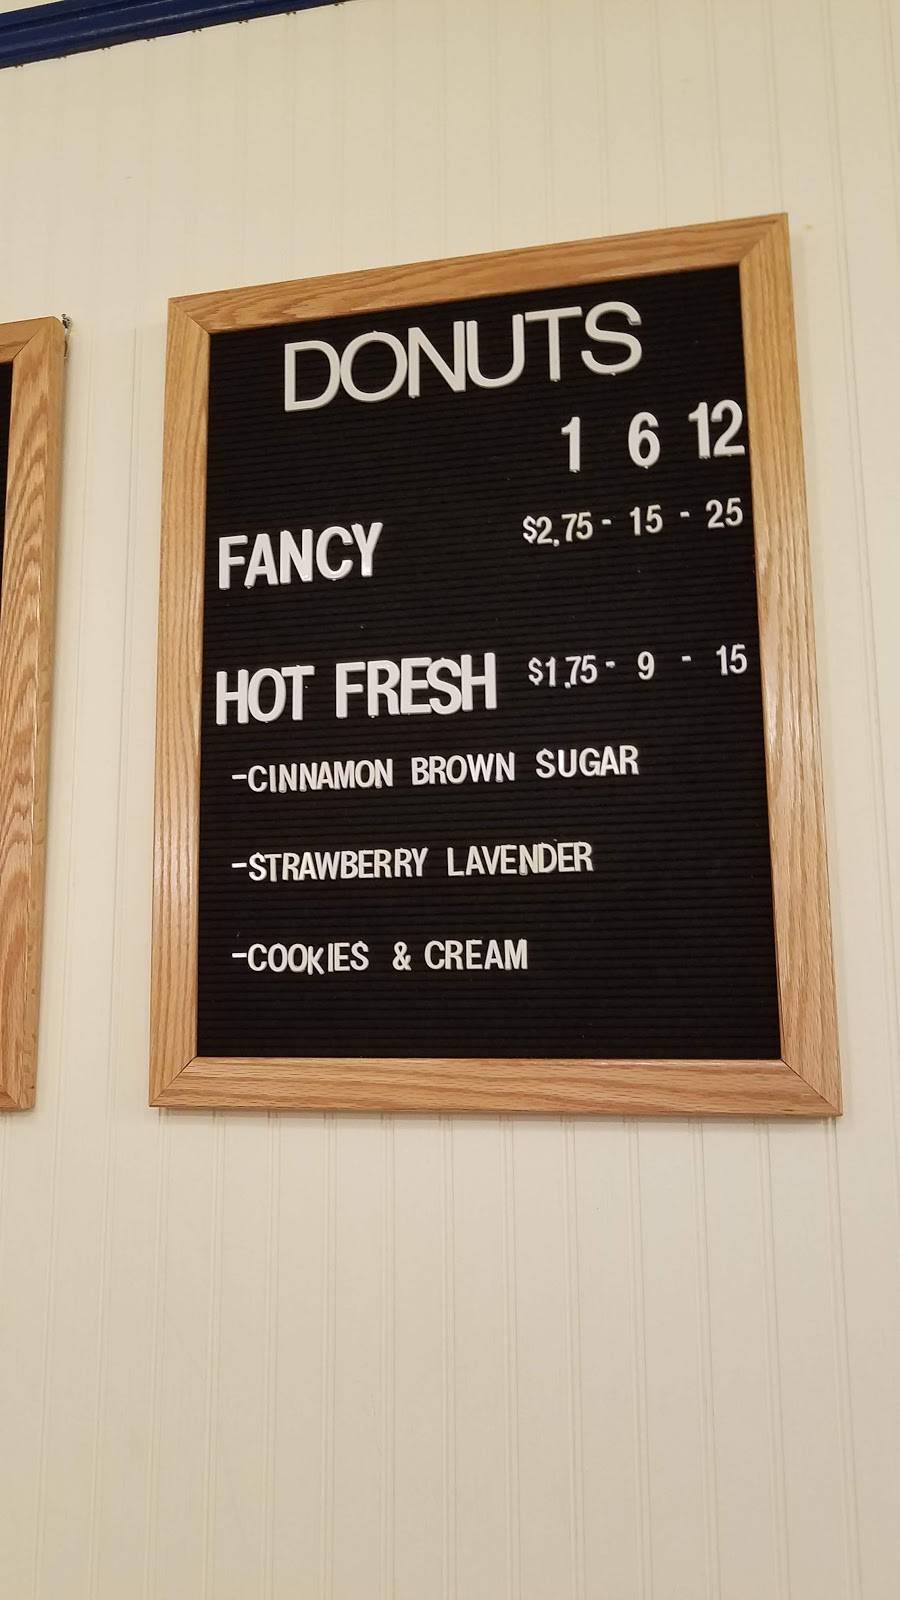 DONUTS
1 6 12
FANCY $2.75 - 15 - 25
HOT FRESH $1.75 - 9 - 15
-CINNAMON BROWN SUGAR
-STRAWBERRY LAVENDER
-COOKIES & CREAM